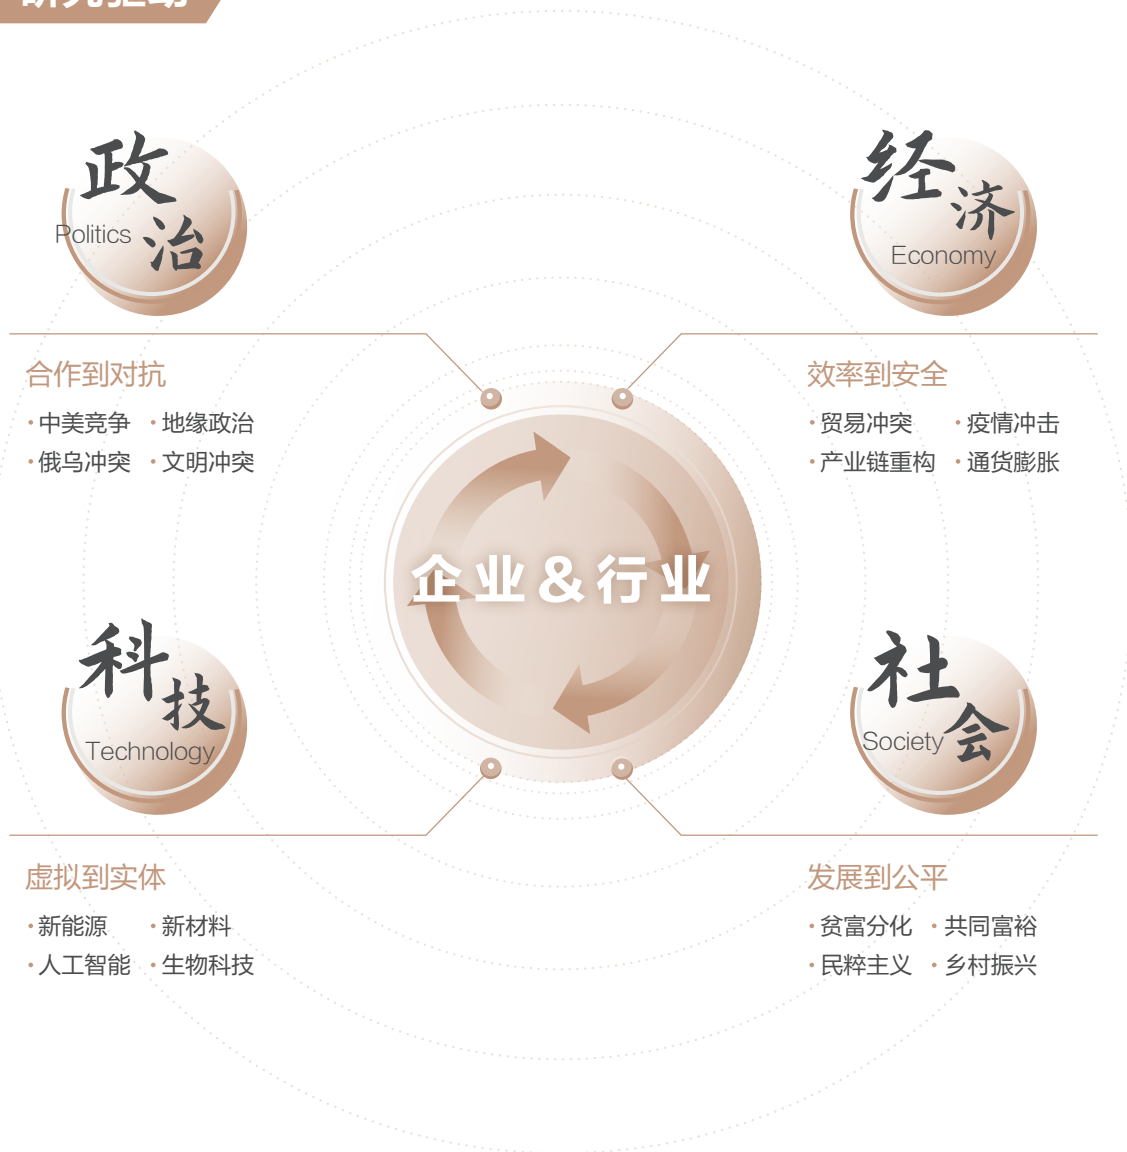 研究驱动
政治
Politics
经济
Economy
合作到对抗
·中美竞争 ·地缘政治
·俄乌冲突 ·文明冲突
效率到安全
·贸易冲突 ·疫情冲击
·产业链重构 ·通货膨胀
企业&行业
科技
Technology
社会
Society
虚拟到实体
·新能源 ·新材料
·人工智能 ·生物科技
发展到公平
·贫富分化 ·共同富裕
·民粹主义 ·乡村振兴